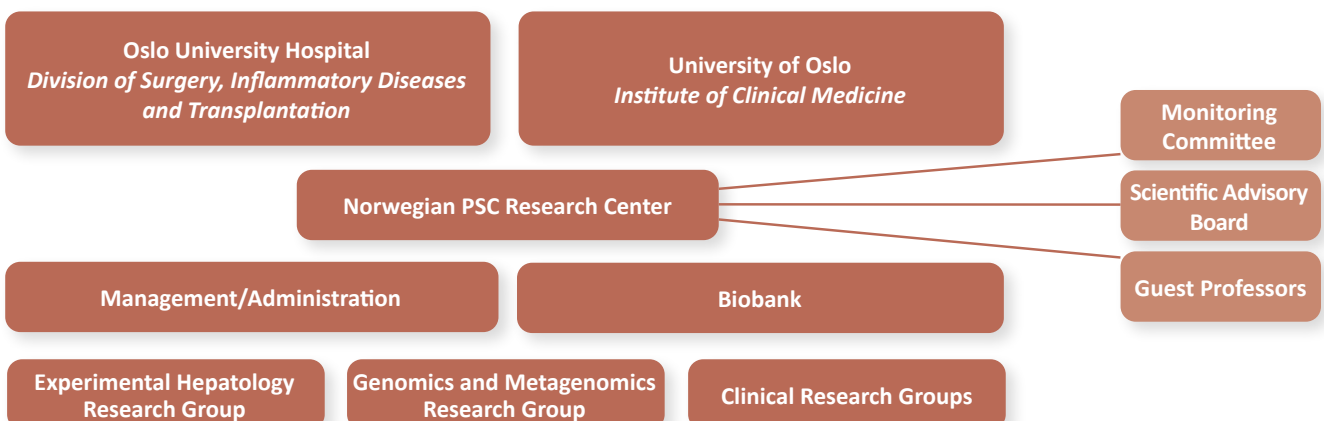 Oslo University Hospital
Division of Surgery, Inflammatory Diseases
and Transplantation
University of Oslo
Institute of Clinical Medicine
Monitoring
Committee
Norwegian PSC Research Center
Scientific Advisory
Board
Guest Professors
Management/Administration
Biobank
Experimental Hepatology
Research Group
Genomics and Metagenomics
Research Group
Clinical Research Groups